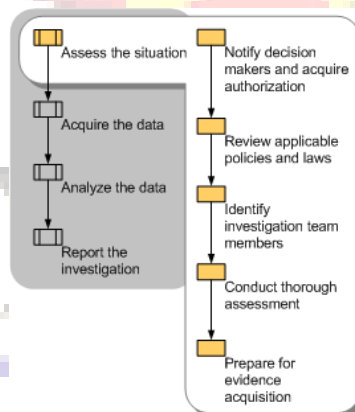 Assess the situation
Acquire the data
Analyze the data
Report the
investigation
Notify decision
makers and acquire
authorization
Review applicable
policies and laws
Identify
investigation team
members
Conduct thorough
assessment
Prepare for
evidence
acquisition